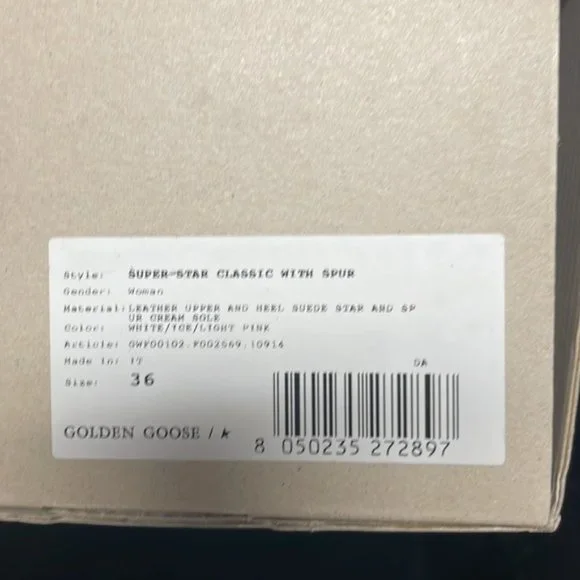 Style: SUPER-STAR CLASSIC WITH SPUR
Gender: Woman
Material: LEATHER UPPER AND HEEL SUEDE STAR AND SP
UR CREAM SOLE
Color: WHITE/ICE/LIGHT PINK
Article: GWF00102.F002569.10914
Made in: IT
DA
Size: 36
GOLDEN GOOSE /
8 050235 272897